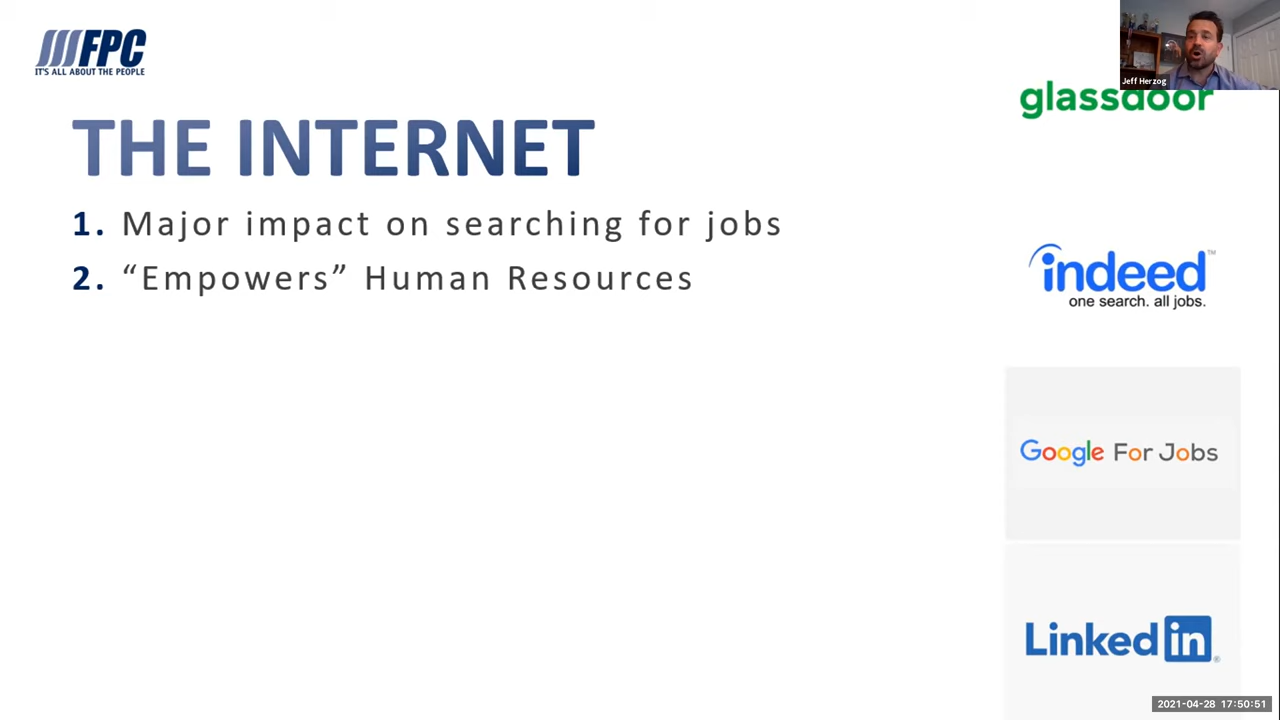 FPC
IT'S ALL ABOUT THE PEOPLE
Jeff Herzog
glassdoor
THE INTERNET
1. Major impact on searching for jobs
2. “Empowers” Human Resources
indeed™
one search. all jobs.
Google For Jobs
Linkedin®
2021-04-28 17:50:51